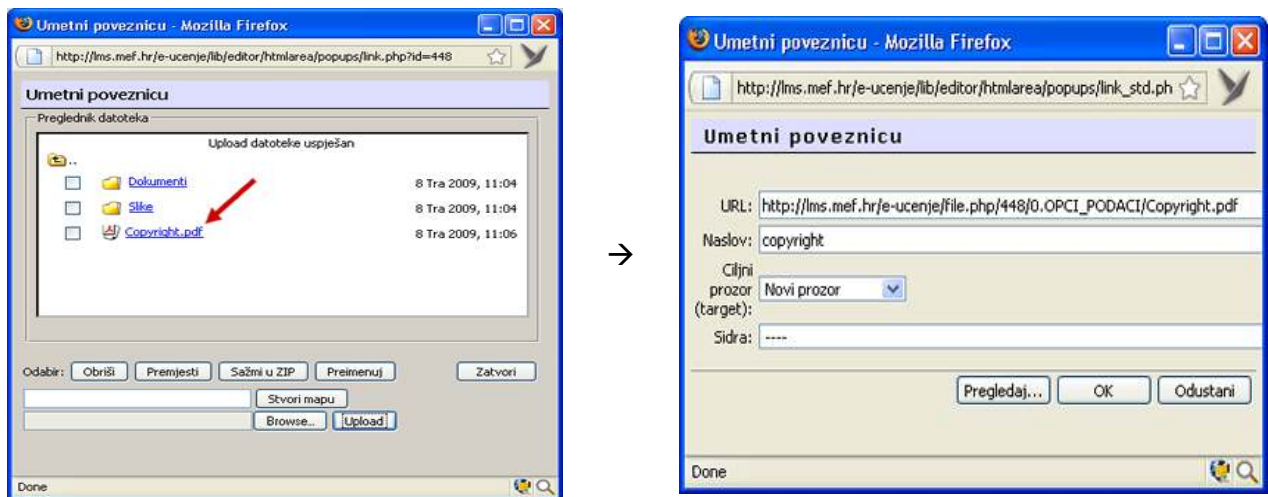 Umetni poveznicu - Mozilla Firefox
http://lms.mef.hr/e-ucenje/lib/editor/htmlarea/popups/link.php?id=448
Umetni poveznicu
Preglednik datoteka
Upload datoteke uspješan
..
Dokumenti 8 Tra 2009, 11:04
Slike 8 Tra 2009, 11:04
Copyright.pdf 8 Tra 2009, 11:06
Odabir: Obriši Premjesti Sažmi u ZIP Preimenuj Zatvori
Stvori mapu
Browse... Upload
Done
→
Umetni poveznicu - Mozilla Firefox
http://lms.mef.hr/e-ucenje/lib/editor/htmlarea/popups/link_std.ph
Umetni poveznicu
URL: http://lms.mef.hr/e-ucenje/file.php/448/0.OPCI_PODACI/Copyright.pdf
Naslov: copyright
Ciljni
prozor Novi prozor
(target):
Sidra: ----
Pregledaj... OK Odustani
Done